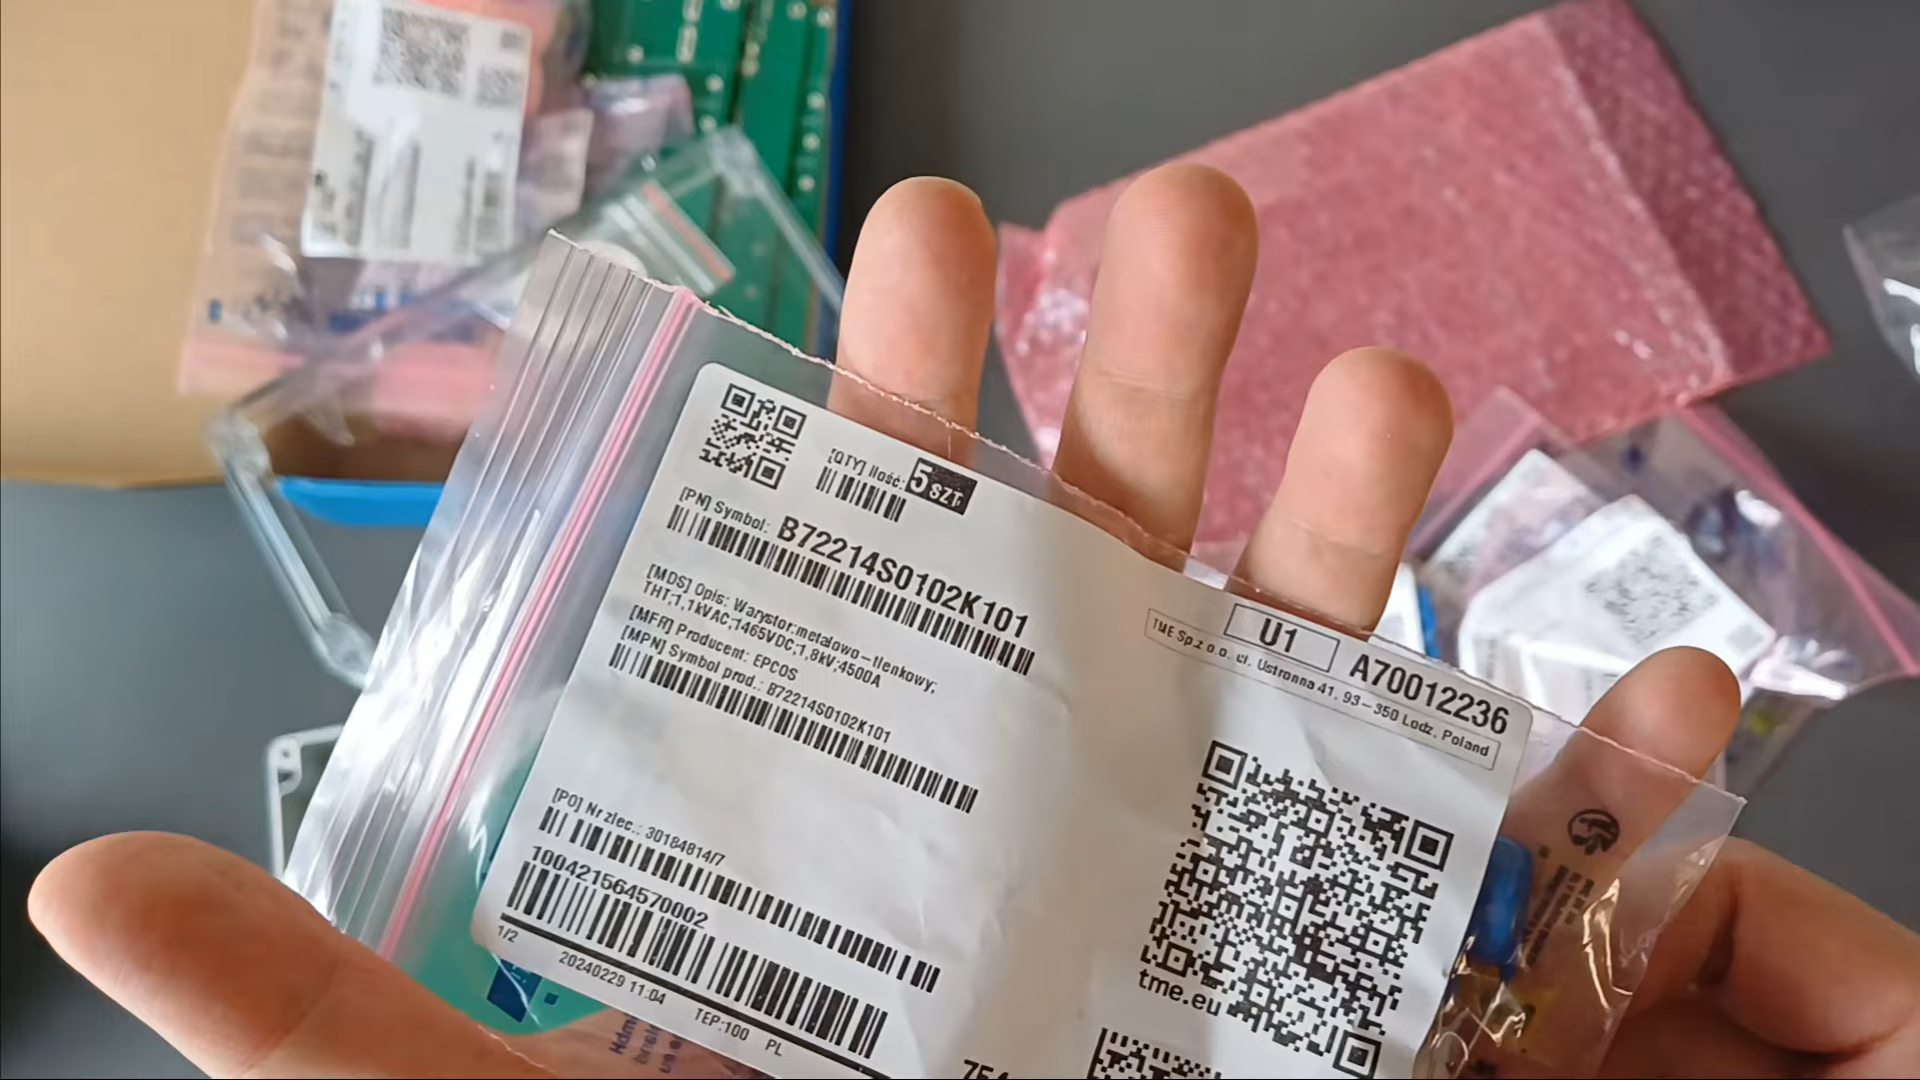 [QTY] Ilość: 5 SZT
[PN] Symbol: B72214S0102K101
[MDS] Opis: Warystor:metalowo-tlenkowy;
THT;1,1kVAC;1465VDC;1,8kV;4500A
[MFR] Producent: EPCOS
[MPN] Symbol prod.: B72214S0102K101
[PO] Nr zlec.: 30184814/7
100421564570002
1/2
20240229 11:04
TEP:100 PL
U1
A70012236
TME Sp.z o.o. ul. Ustronna 41, 93-350 Lodz, Poland
tme.eu